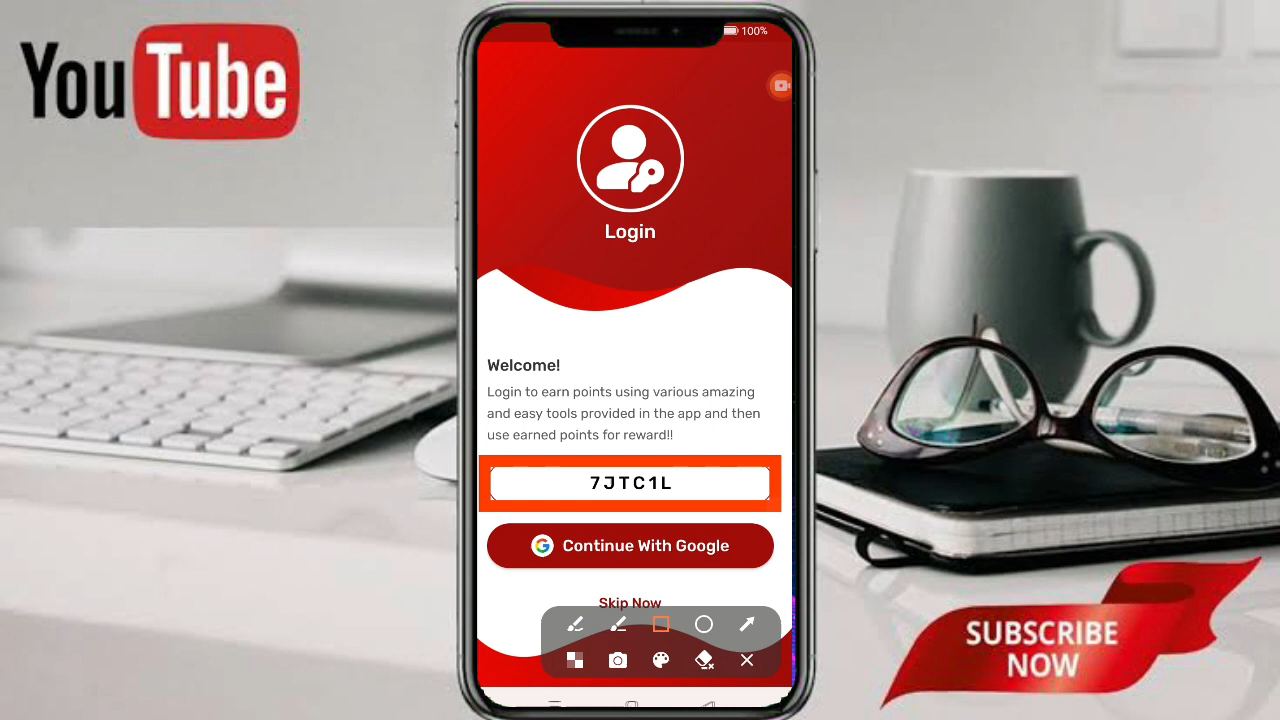 YouTube
100%
Login
Welcome!
Login to earn points using various amazing
and easy tools provided in the app and then
use earned points for reward!!
7JTC1L
Continue With Google
Skip Now
SUBSCRIBE
NOW